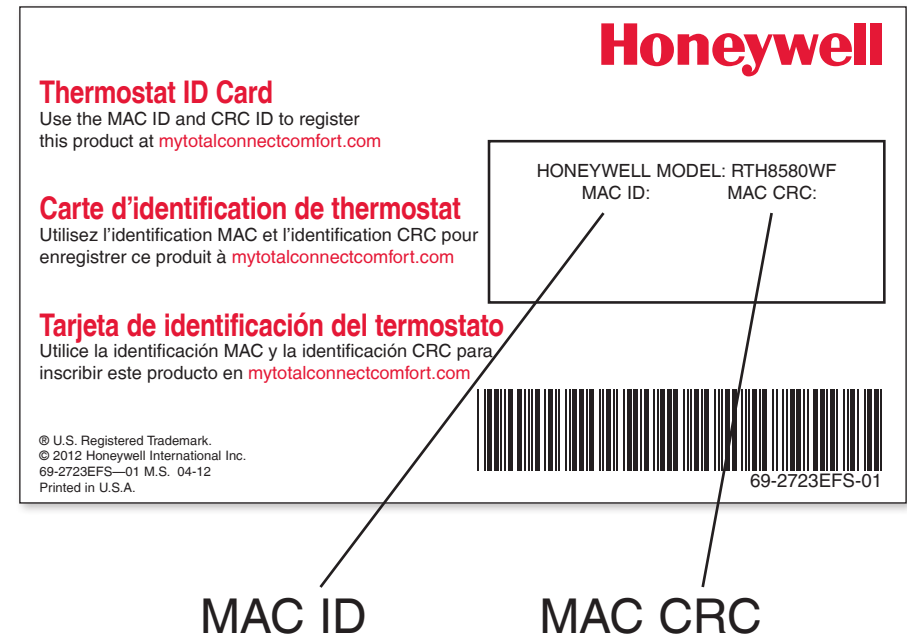 Honeywell
Thermostat ID Card
Use the MAC ID and CRC ID to register
this product at mytotalconnectcomfort.com
HONEYWELL MODEL: RTH8580WF
MAC ID: MAC CRC:
Carte d’identification de thermostat
Utilisez l’identification MAC et l’identification CRC pour
enregistrer ce produit à mytotalconnectcomfort.com
Tarjeta de identificación del termostato
Utilice la identificación MAC y la identificación CRC para
inscribir este producto en mytotalconnectcomfort.com
® U.S. Registered Trademark.
© 2012 Honeywell International Inc.
69-2723EFS—01 M.S. 04-12
Printed in U.S.A.
69-2723EFS-01
MAC ID MAC CRC